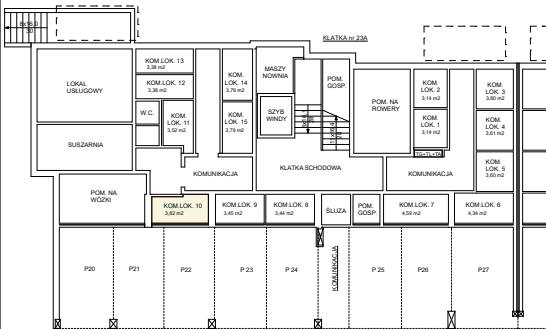 8x16,0
30
KLATKA nr 23A
LOKAL
USŁUGOWY
KOM.LOK. 13
3,38 m2
KOM.LOK. 12
3,38 m2
W.C.
KOM.
LOK. 11
3,52 m2
KOM.
LOK. 14
3,79 m2
KOM.
LOK. 15
3,79 m2
MASZY
NOWNIA
SZYB
WINDY
POM.
GOSP.
POM. NA
ROWERY
KOM.
LOK. 2
3,14 m2
KOM.
LOK. 1
3,14 m2
TG+TL+TA
KOM.
LOK. 3
3,60 m2
KOM.
LOK. 4
3,61 m2
KOM.
LOK. 5
3,60 m2
SUSZARNIA
KOMUNIKACJA
KLATKA SCHODOWA
KOMUNIKACJA
POM. NA
WÓZKI
KOM.LOK. 10
3,82 m2
KOM.LOK. 9
3,45 m2
KOM.LOK. 8
3,44 m2
ŚLUZA
POM.
GOSP.
KOM.LOK. 7
4,59 m2
KOM.LOK. 6
4,34 m2
P20
P21
P22
P 23
P 24
KOMUNIKACJA
P 25
P26
P27